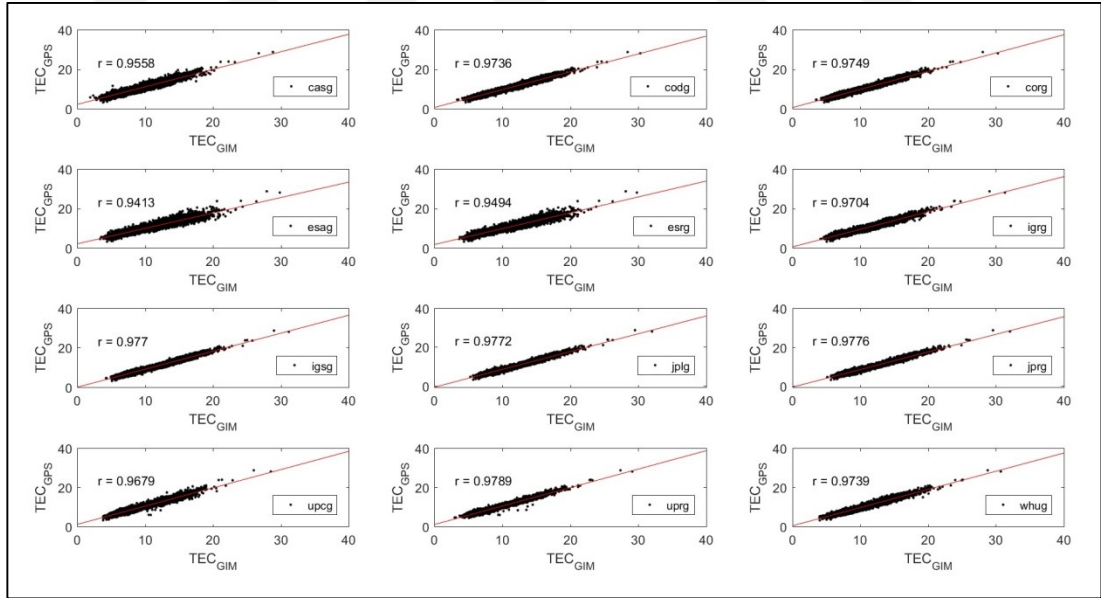 40
20
0
TEC_GPS
r = 0.9558
casg
0 10 20 30 40
TEC_GIM
40
20
0
TEC_GPS
r = 0.9736
codg
0 10 20 30 40
TEC_GIM
40
20
0
TEC_GPS
r = 0.9749
corg
0 10 20 30 40
TEC_GIM
40
20
0
TEC_GPS
r = 0.9413
esag
0 10 20 30 40
TEC_GIM
40
20
0
TEC_GPS
r = 0.9494
esrg
0 10 20 30 40
TEC_GIM
40
20
0
TEC_GPS
r = 0.9704
igrg
0 10 20 30 40
TEC_GIM
40
20
0
TEC_GPS
r = 0.977
igsg
0 10 20 30 40
TEC_GIM
40
20
0
TEC_GPS
r = 0.9772
jplg
0 10 20 30 40
TEC_GIM
40
20
0
TEC_GPS
r = 0.9776
jprg
0 10 20 30 40
TEC_GIM
40
20
0
TEC_GPS
r = 0.9679
upcg
0 10 20 30 40
TEC_GIM
40
20
0
TEC_GPS
r = 0.9789
uprg
0 10 20 30 40
TEC_GIM
40
20
0
TEC_GPS
r = 0.9739
whug
0 10 20 30 40
TEC_GIM